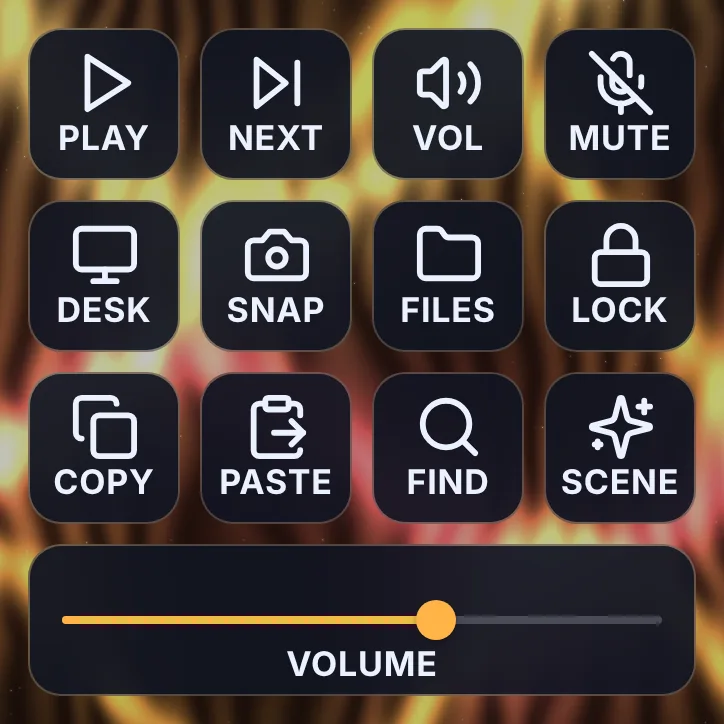 PLAY NEXT VOL MUTE
DESK SNAP FILES LOCK
COPY PASTE FIND SCENE
VOLUME